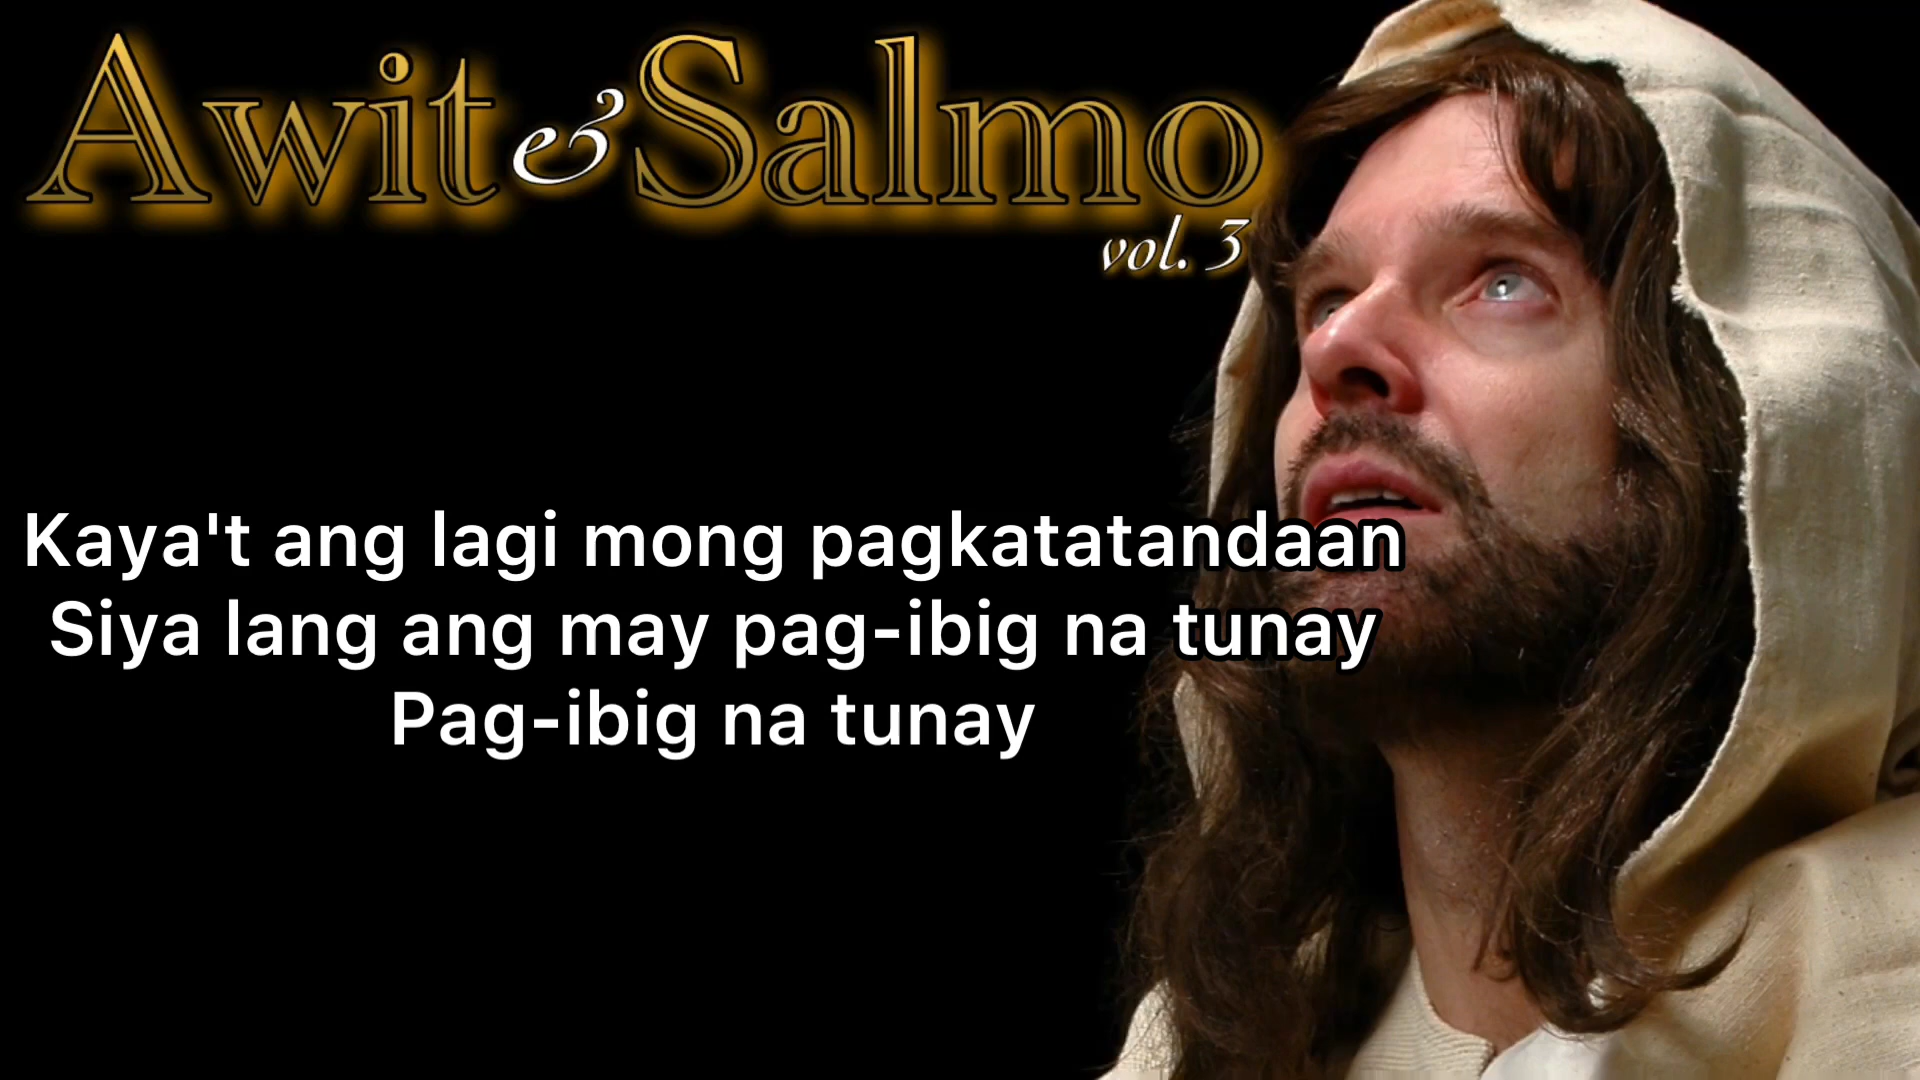 Awit & Salmo
vol. 3
Kaya't ang lagi mong pagkatatandaan
Siya lang ang may pag-ibig na tunay
Pag-ibig na tunay